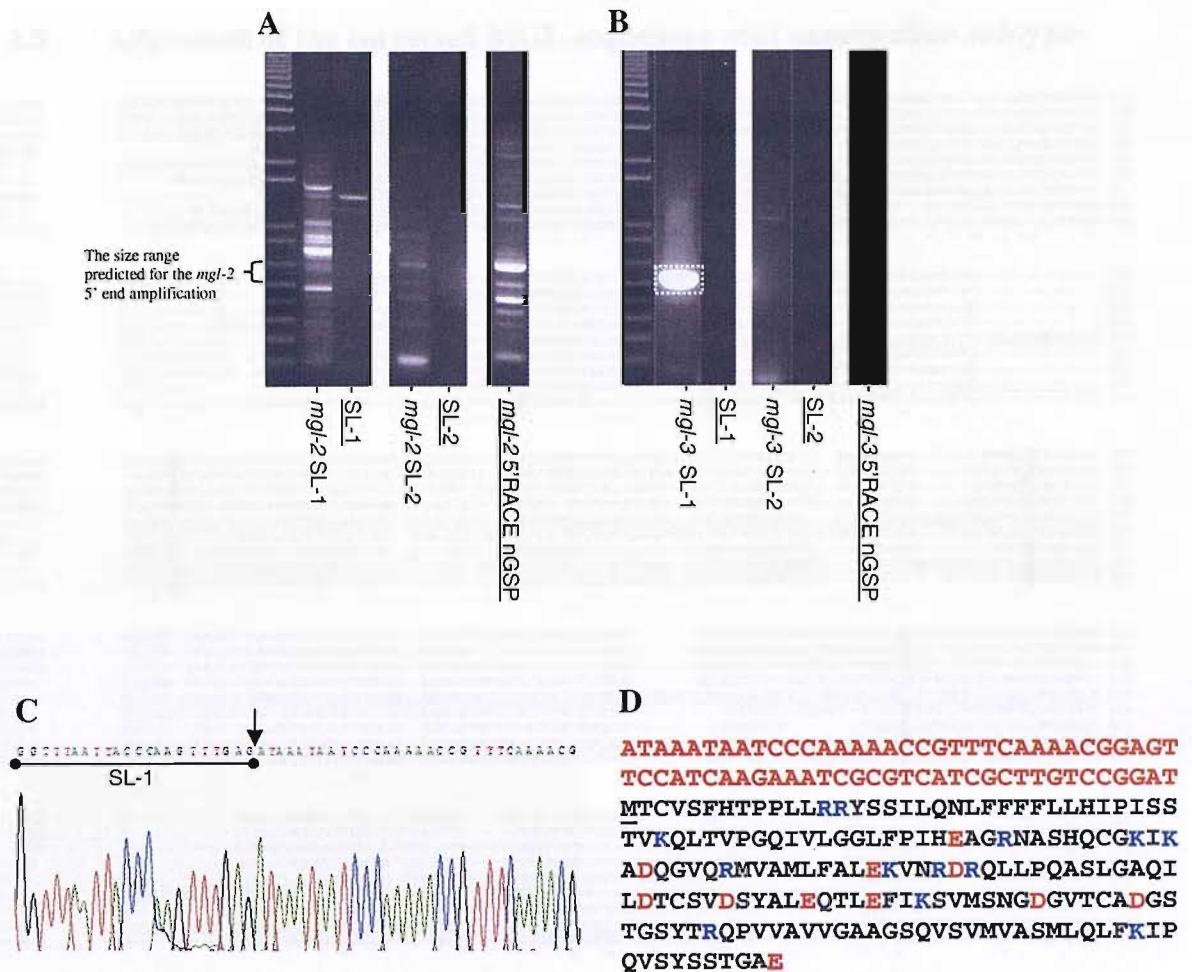 A
B
The size range
predicted for the mgl-2
5' end amplification
mgl-2 SL-1
SL-1
mgl-2 SL-2
SL-2
mgl-2 5'RACE nGSP
mgl-3 SL-1
SL-1
mgl-3 SL-2
SL-2
mgl-3 5'RACE nGSP
C
GGTTTAATTACCCAAGTTTGAGATAAATAATCCCAAAAACCGTTTCAAAACG
SL-1
D
ATAAATAATCCCAAAAACCGTTTCAAAACGGAGT
TCCATCAAGAAATCGCGTCATCGCTTGTCCGGAT
MTCVSFHTPPLLRRYSSILQNLFFFFLLHIPISS
TVKQLTVPGQIVLGGLFPIHEAGRNASHQCGKIK
ADQGVQRMVAMLFALEKVNRDRQLLPQASLGAQI
LDTCSVDSYALEQTLEFIKSVMSNGDGVTCADGS
TGSYTRQPVVAVVGAAGSQVSVMVASMLQLFKIP
QVSYSSTGAE